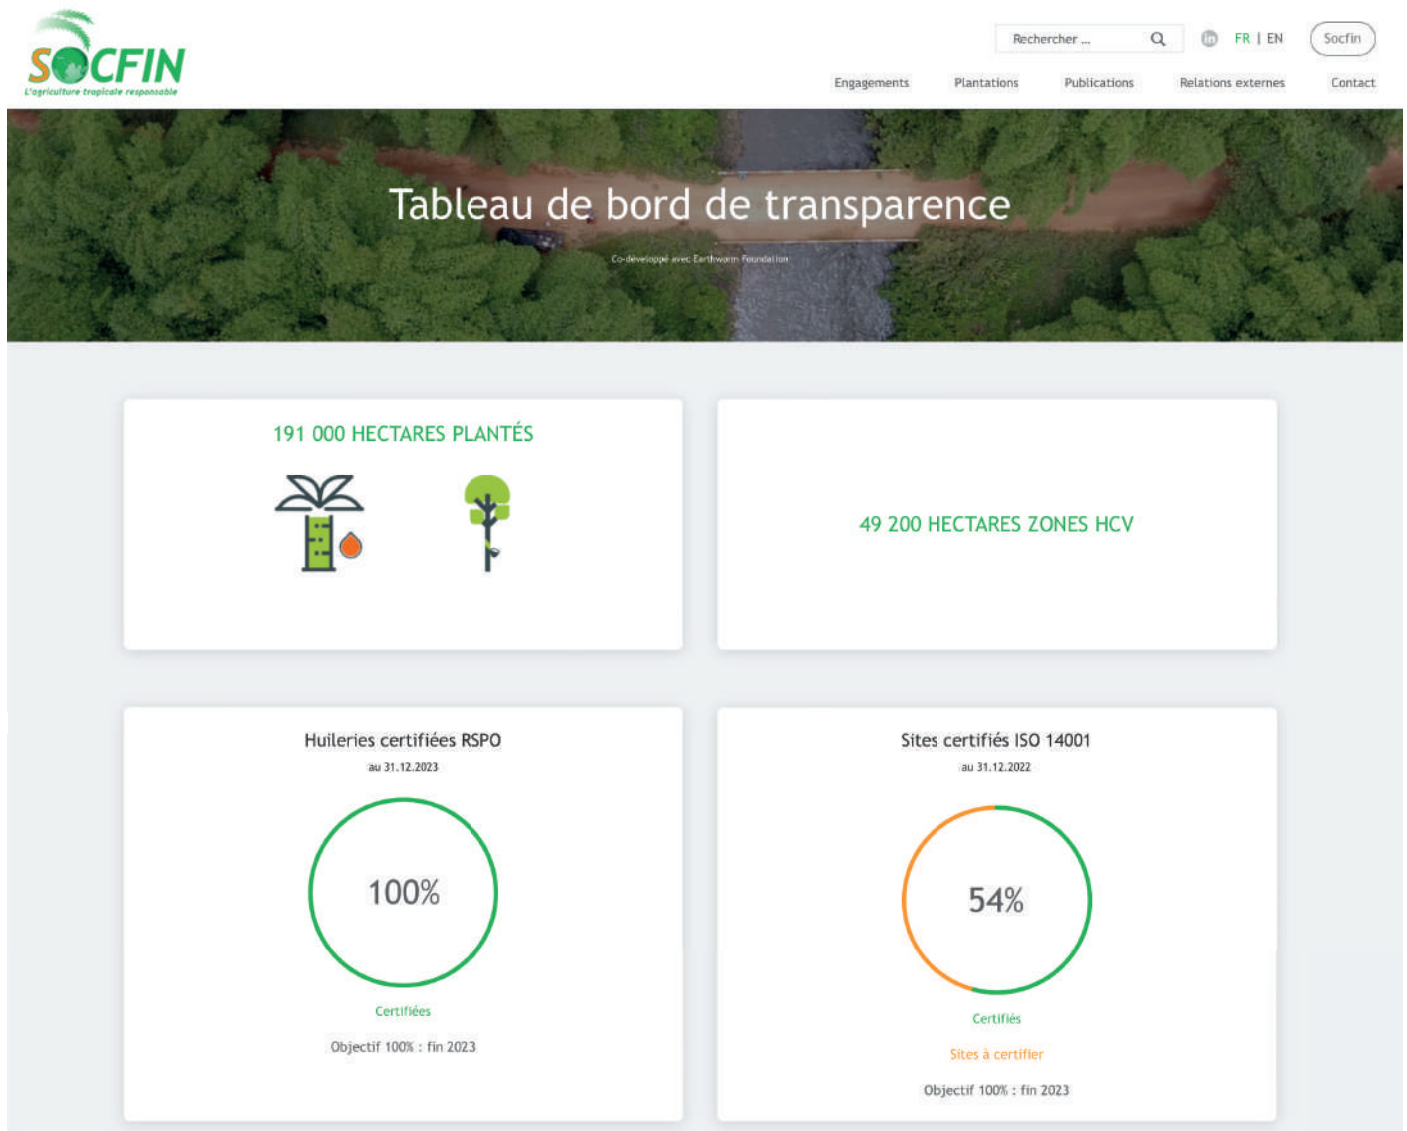 SOCFIN
L'agriculture tropicale responsable
Rechercher ...
in
FR | EN
Socfin
Engagements
Plantations
Publications
Relations externes
Contact
Tableau de bord de transparence
Co-développé avec Earthworm Foundation
191 000 HECTARES PLANTÉS
49 200 HECTARES ZONES HCV
Huileries certifiées RSPO
au 31.12.2023
100%
Certifiées
Objectif 100% : fin 2023
Sites certifiés ISO 14001
au 31.12.2022
54%
Certifiés
Sites à certifier
Objectif 100% : fin 2023